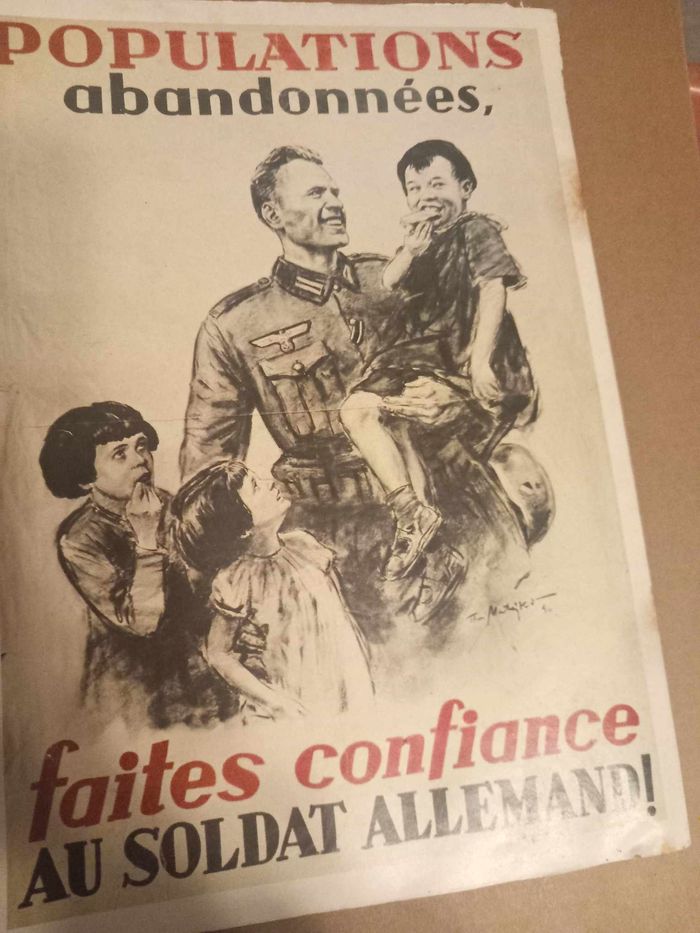 POPULATIONS
abandonnées,
faites confiance
AU SOLDAT ALLEMAND!